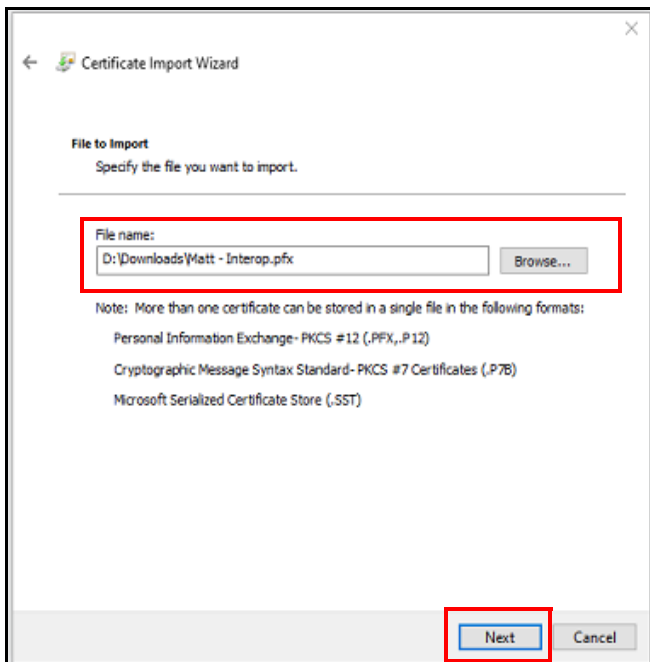 Certificate Import Wizard
File to Import
Specify the file you want to import.
File name:
D:\Downloads\Matt - Interop.pfx
Browse...
Note: More than one certificate can be stored in a single file in the following formats:
Personal Information Exchange- PKCS #12 (.PFX,.P12)
Cryptographic Message Syntax Standard- PKCS #7 Certificates (.P7B)
Microsoft Serialized Certificate Store (.SST)
Next
Cancel